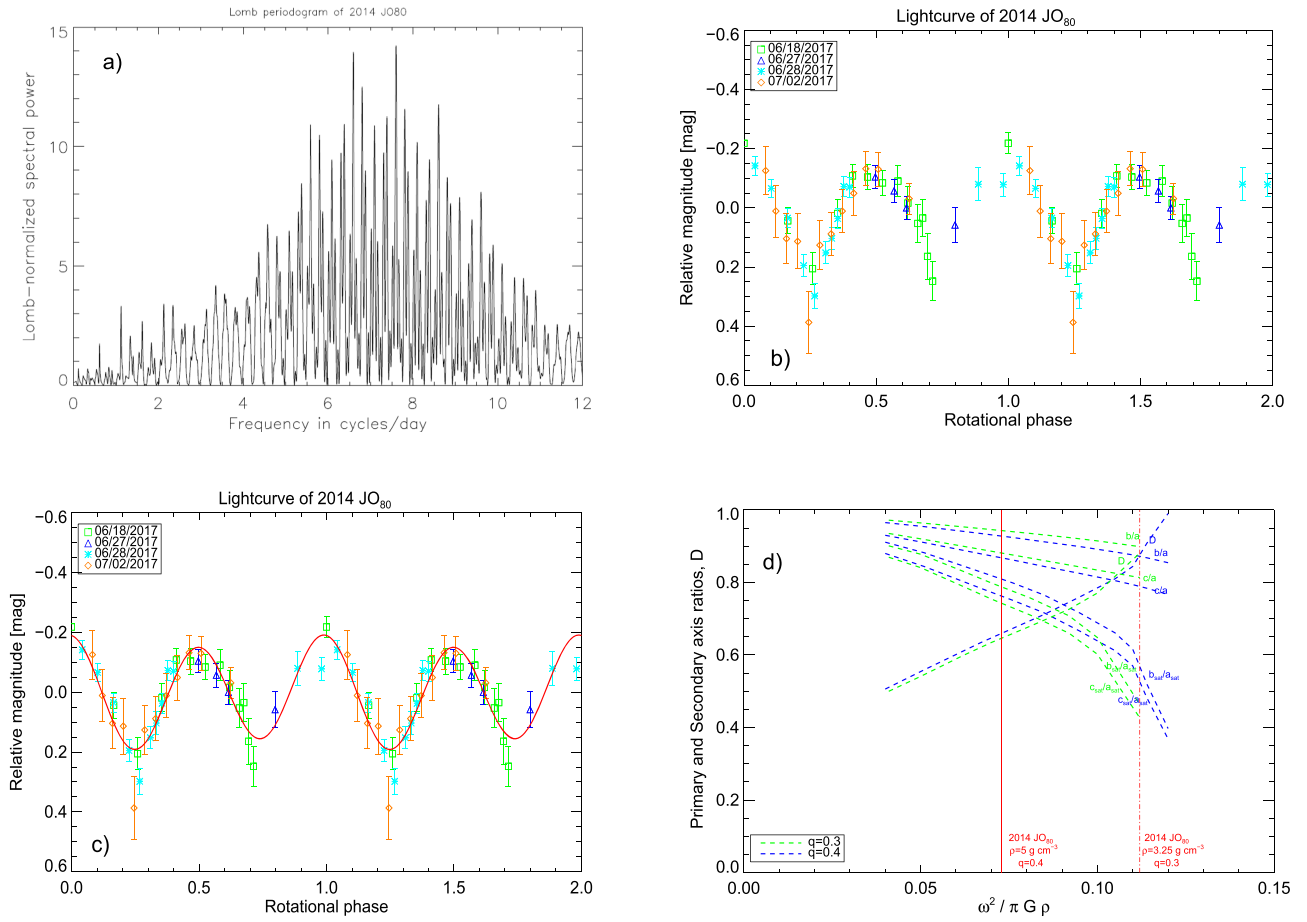 Lomb periodogram of 2014 JO80
a)
Lomb-normalized spectral power
15
10
5
0
0 2 4 6 8 10 12
Frequency in cycles/day
Lightcurve of 2014 JO80
06/18/2017
06/27/2017
06/28/2017
07/02/2017
Relative magnitude [mag]
-0.6
-0.4
-0.2
0.0
0.2
0.4
0.6
b)
0.0 0.5 1.0 1.5 2.0
Rotational phase
Lightcurve of 2014 JO80
06/18/2017
06/27/2017
06/28/2017
07/02/2017
Relative magnitude [mag]
-0.6
-0.4
-0.2
0.0
0.2
0.4
0.6
c)
0.0 0.5 1.0 1.5 2.0
Rotational phase
d)
Primary and Secondary axis ratios, D
1.0
0.8
0.6
0.4
0.2
0.0
b/a
D
b/a
D
c/a
c/a
bsat/asat
csat/asat
csat/asat
q=0.3
q=0.4
2014 JO80
ρ=5 g cm−3
q=0.4
2014 JO80
ρ=3.25 g cm−3
q=0.3
0.00 0.05 0.10 0.15
ω2 / π G ρ